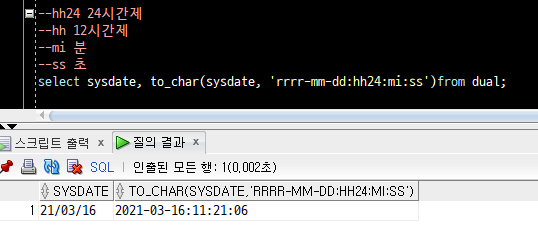 --hh24 24시간제
--hh 12시간제
--mi 분
--ss 초
select sysdate, to_char(sysdate, 'rrrr-mm-dd:hh24:mi:ss')from dual;
스크립트 출력 x 질의 결과 x
SQL | 인출된 모든 행: 1(0,002초)
SYSDATE TO_CHAR(SYSDATE,'RRRR-MM-DD:HH24:MI:SS')
1 21/03/16 2021-03-16:11:21:06